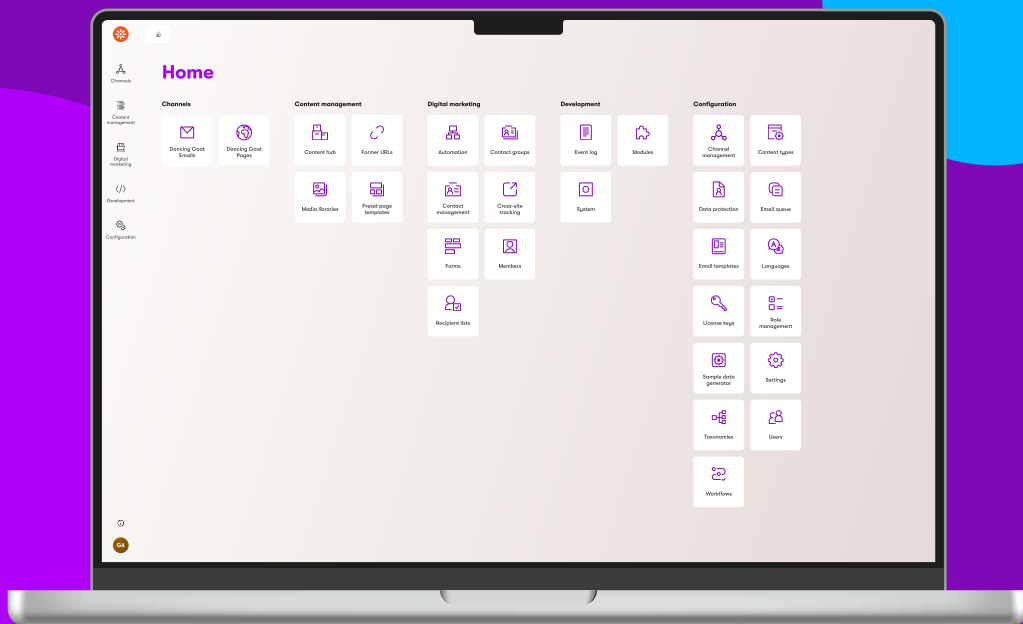 Home
Channels
Content
management
Digital
marketing
Development
Configuration
GA
Channels
Dancing Goat
Emails
Dancing Goat
Pages
Content management
Content hub
Former URLs
Media libraries
Preset page
templates
Digital marketing
Automation
Contact groups
Contact
management
Cross-site
tracking
Forms
Members
Recipient lists
Development
Event log
Modules
System
Configuration
Channel
management
Content types
Data protection
Email queue
Email templates
Languages
License keys
Role
management
Sample data
generator
Settings
Taxonomies
Users
Workflows